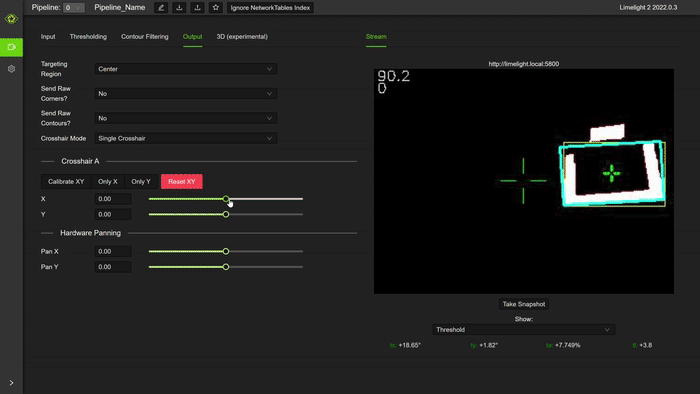 Pipeline: 0 Pipeline_Name Ignore NetworkTables Index Limelight 2 2022.0.3
Input Thresholding Contour Filtering Output 3D (experimental) Stream
Targeting Region Center
http://limelight.local:5800
90.2
0
Send Raw Corners? No
Send Raw Contours? No
Crosshair Mode Single Crosshair
Crosshair A
Calibrate XY Only X Only Y Reset XY
X 0.00
Y 0.00
Hardware Panning
Pan X 0.00
Pan Y 0.00
Take Snapshot
Show:
Threshold
tx: +18.65° ty: +1.82° ta: +7.749% tl: +3.8